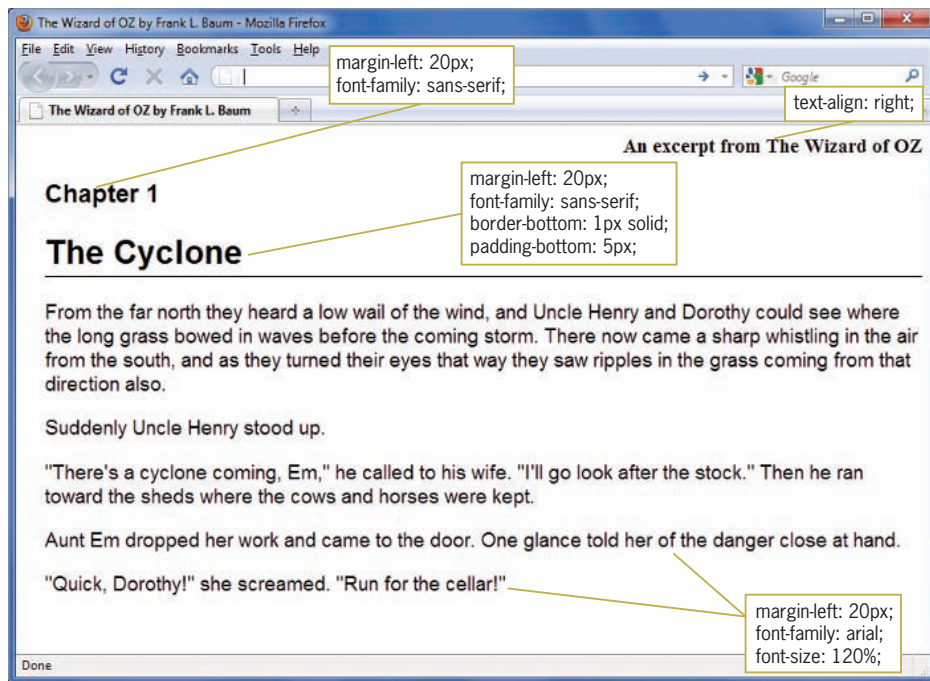 The Wizard of OZ by Frank L. Baum - Mozilla Firefox
File Edit View History Bookmarks Tools Help
margin-left: 20px;
font-family: sans-serif;
Google
The Wizard of OZ by Frank L. Baum
text-align: right;
An excerpt from The Wizard of OZ
Chapter 1
margin-left: 20px;
font-family: sans-serif;
border-bottom: 1px solid;
padding-bottom: 5px;
The Cyclone
From the far north they heard a low wail of the wind, and Uncle Henry and Dorothy could see where
the long grass bowed in waves before the coming storm. There now came a sharp whistling in the air
from the south, and as they turned their eyes that way they saw ripples in the grass coming from that
direction also.
Suddenly Uncle Henry stood up.
"There's a cyclone coming, Em," he called to his wife. "I'll go look after the stock." Then he ran
toward the sheds where the cows and horses were kept.
Aunt Em dropped her work and came to the door. One glance told her of the danger close at hand.
"Quick, Dorothy!" she screamed. "Run for the cellar!"
margin-left: 20px;
font-family: arial;
font-size: 120%;
Done